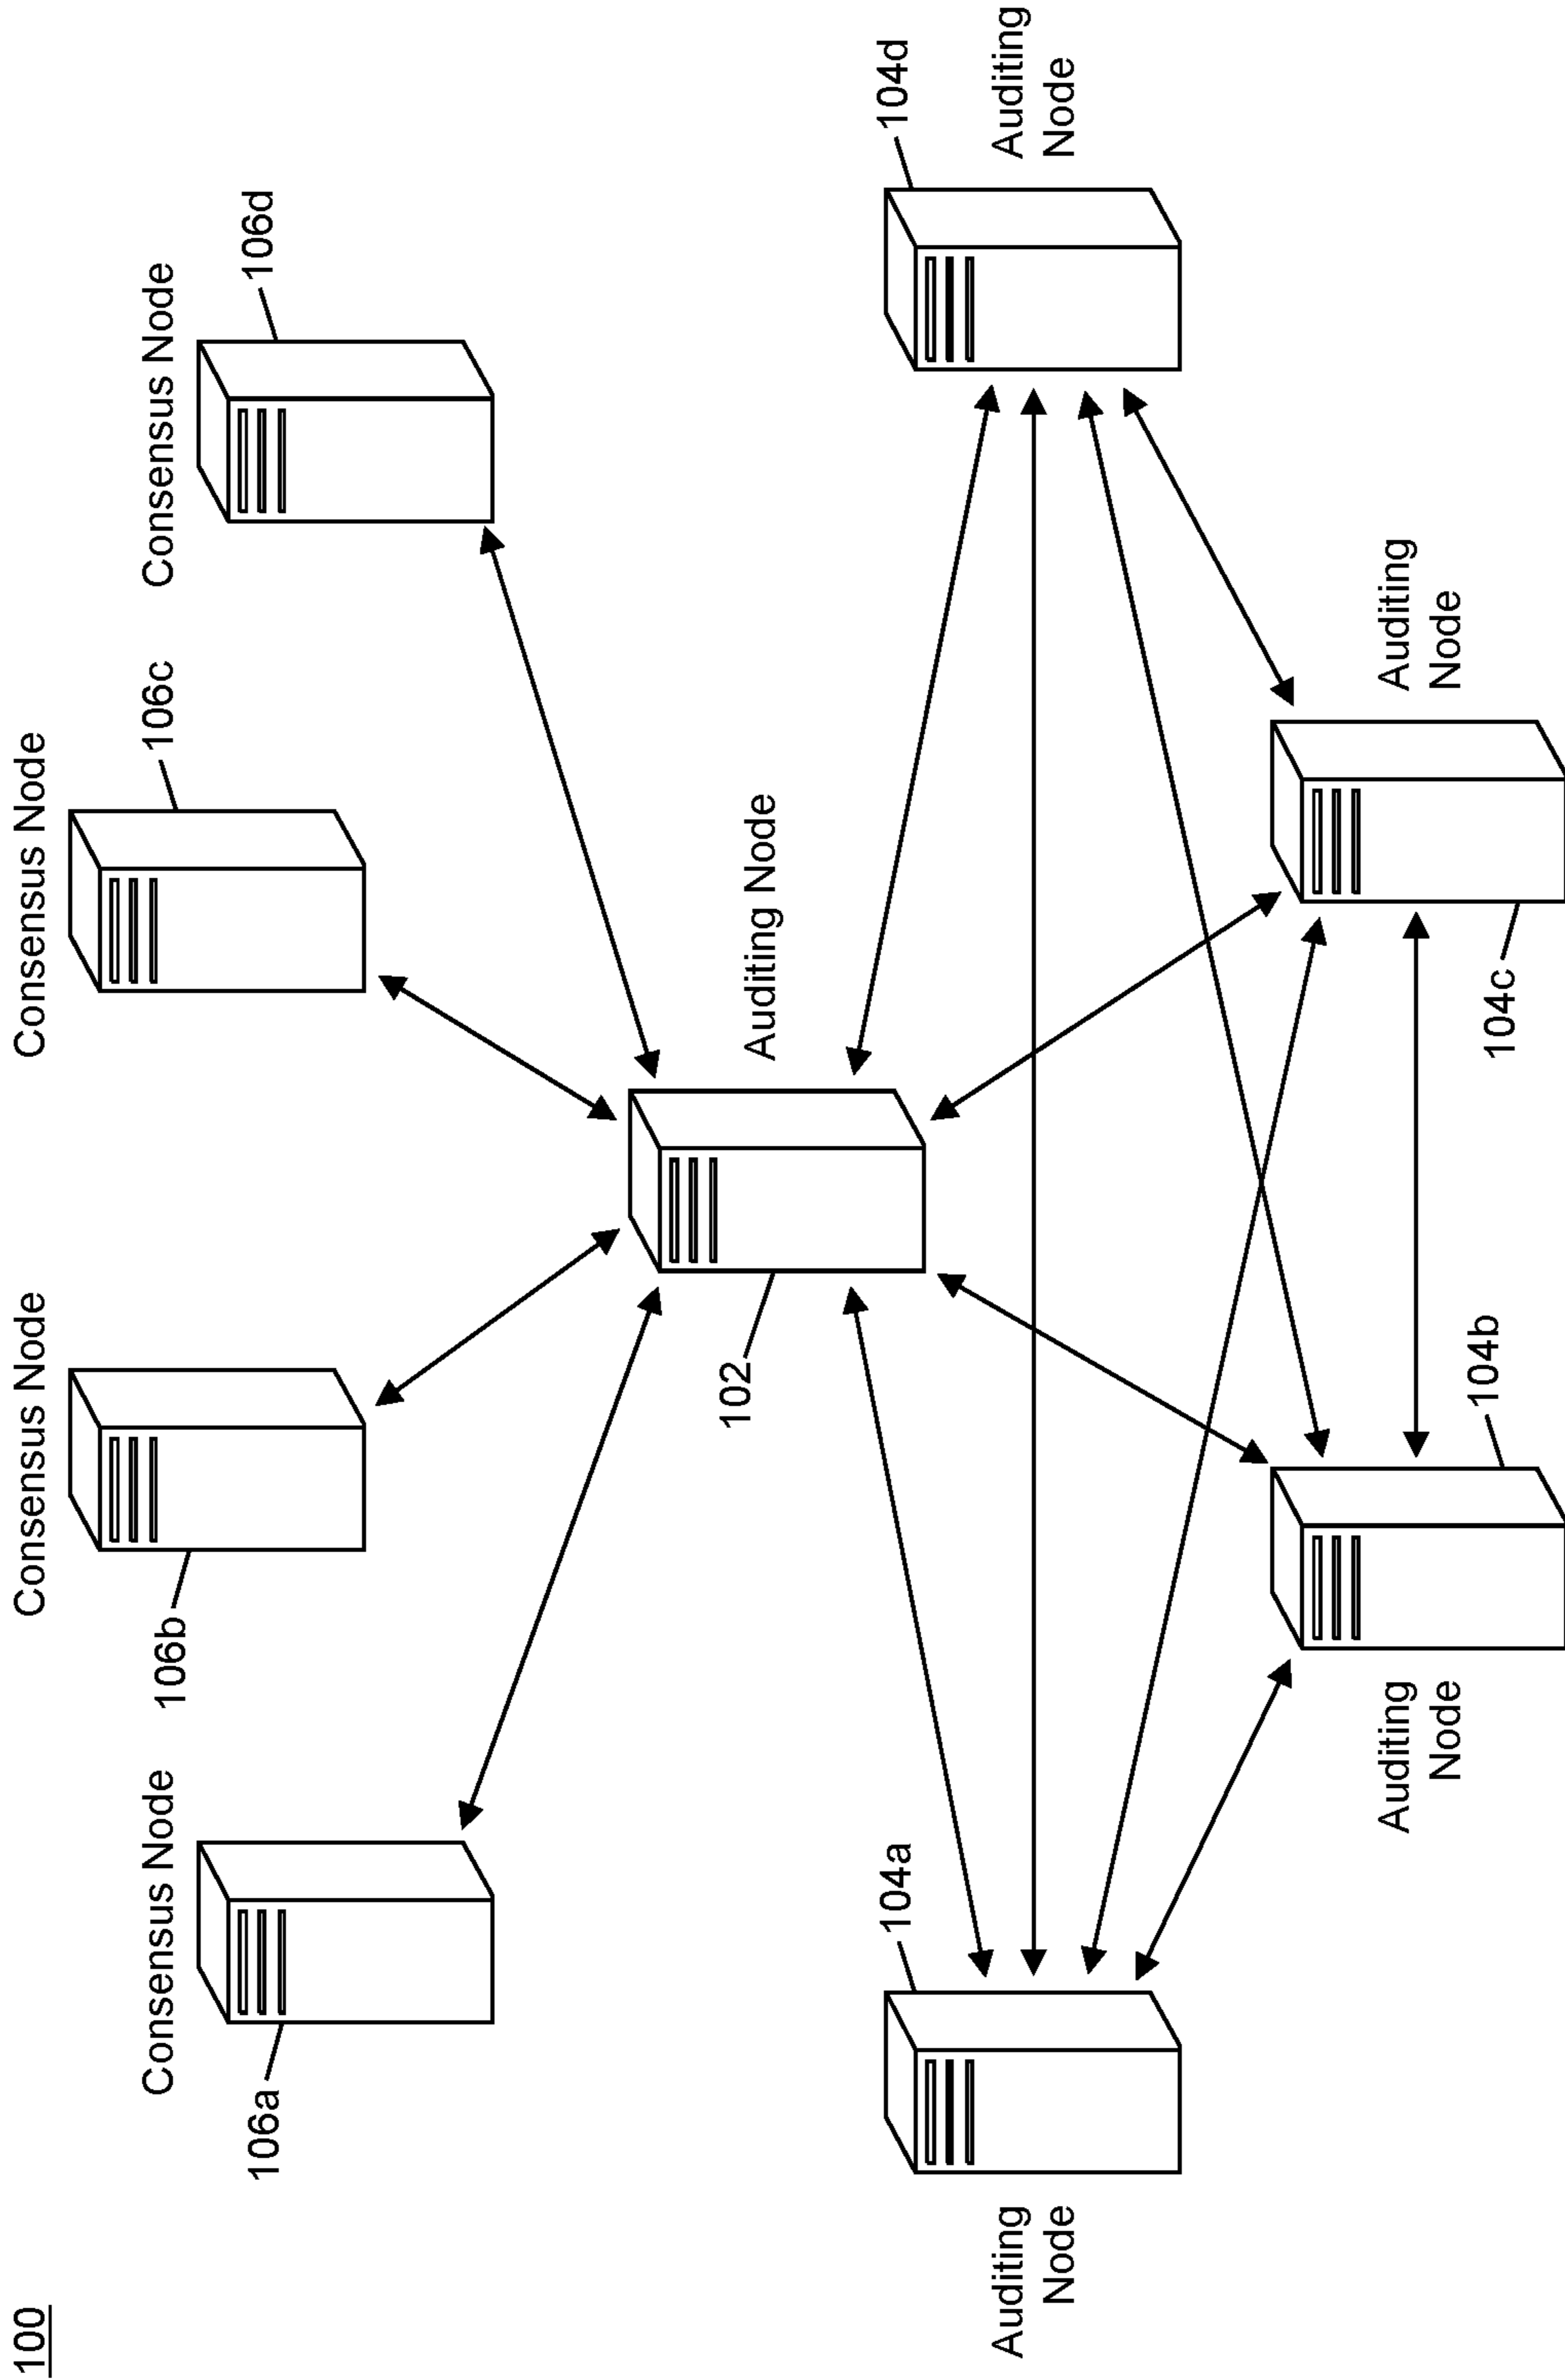 100
Consensus Node
Consensus Node
Consensus Node
Consensus Node
106a
106b
106c
106d
Auditing Node
102
104a
104d
Auditing
Node
Auditing
Node
Auditing
Node
Auditing
Node
104b
104c